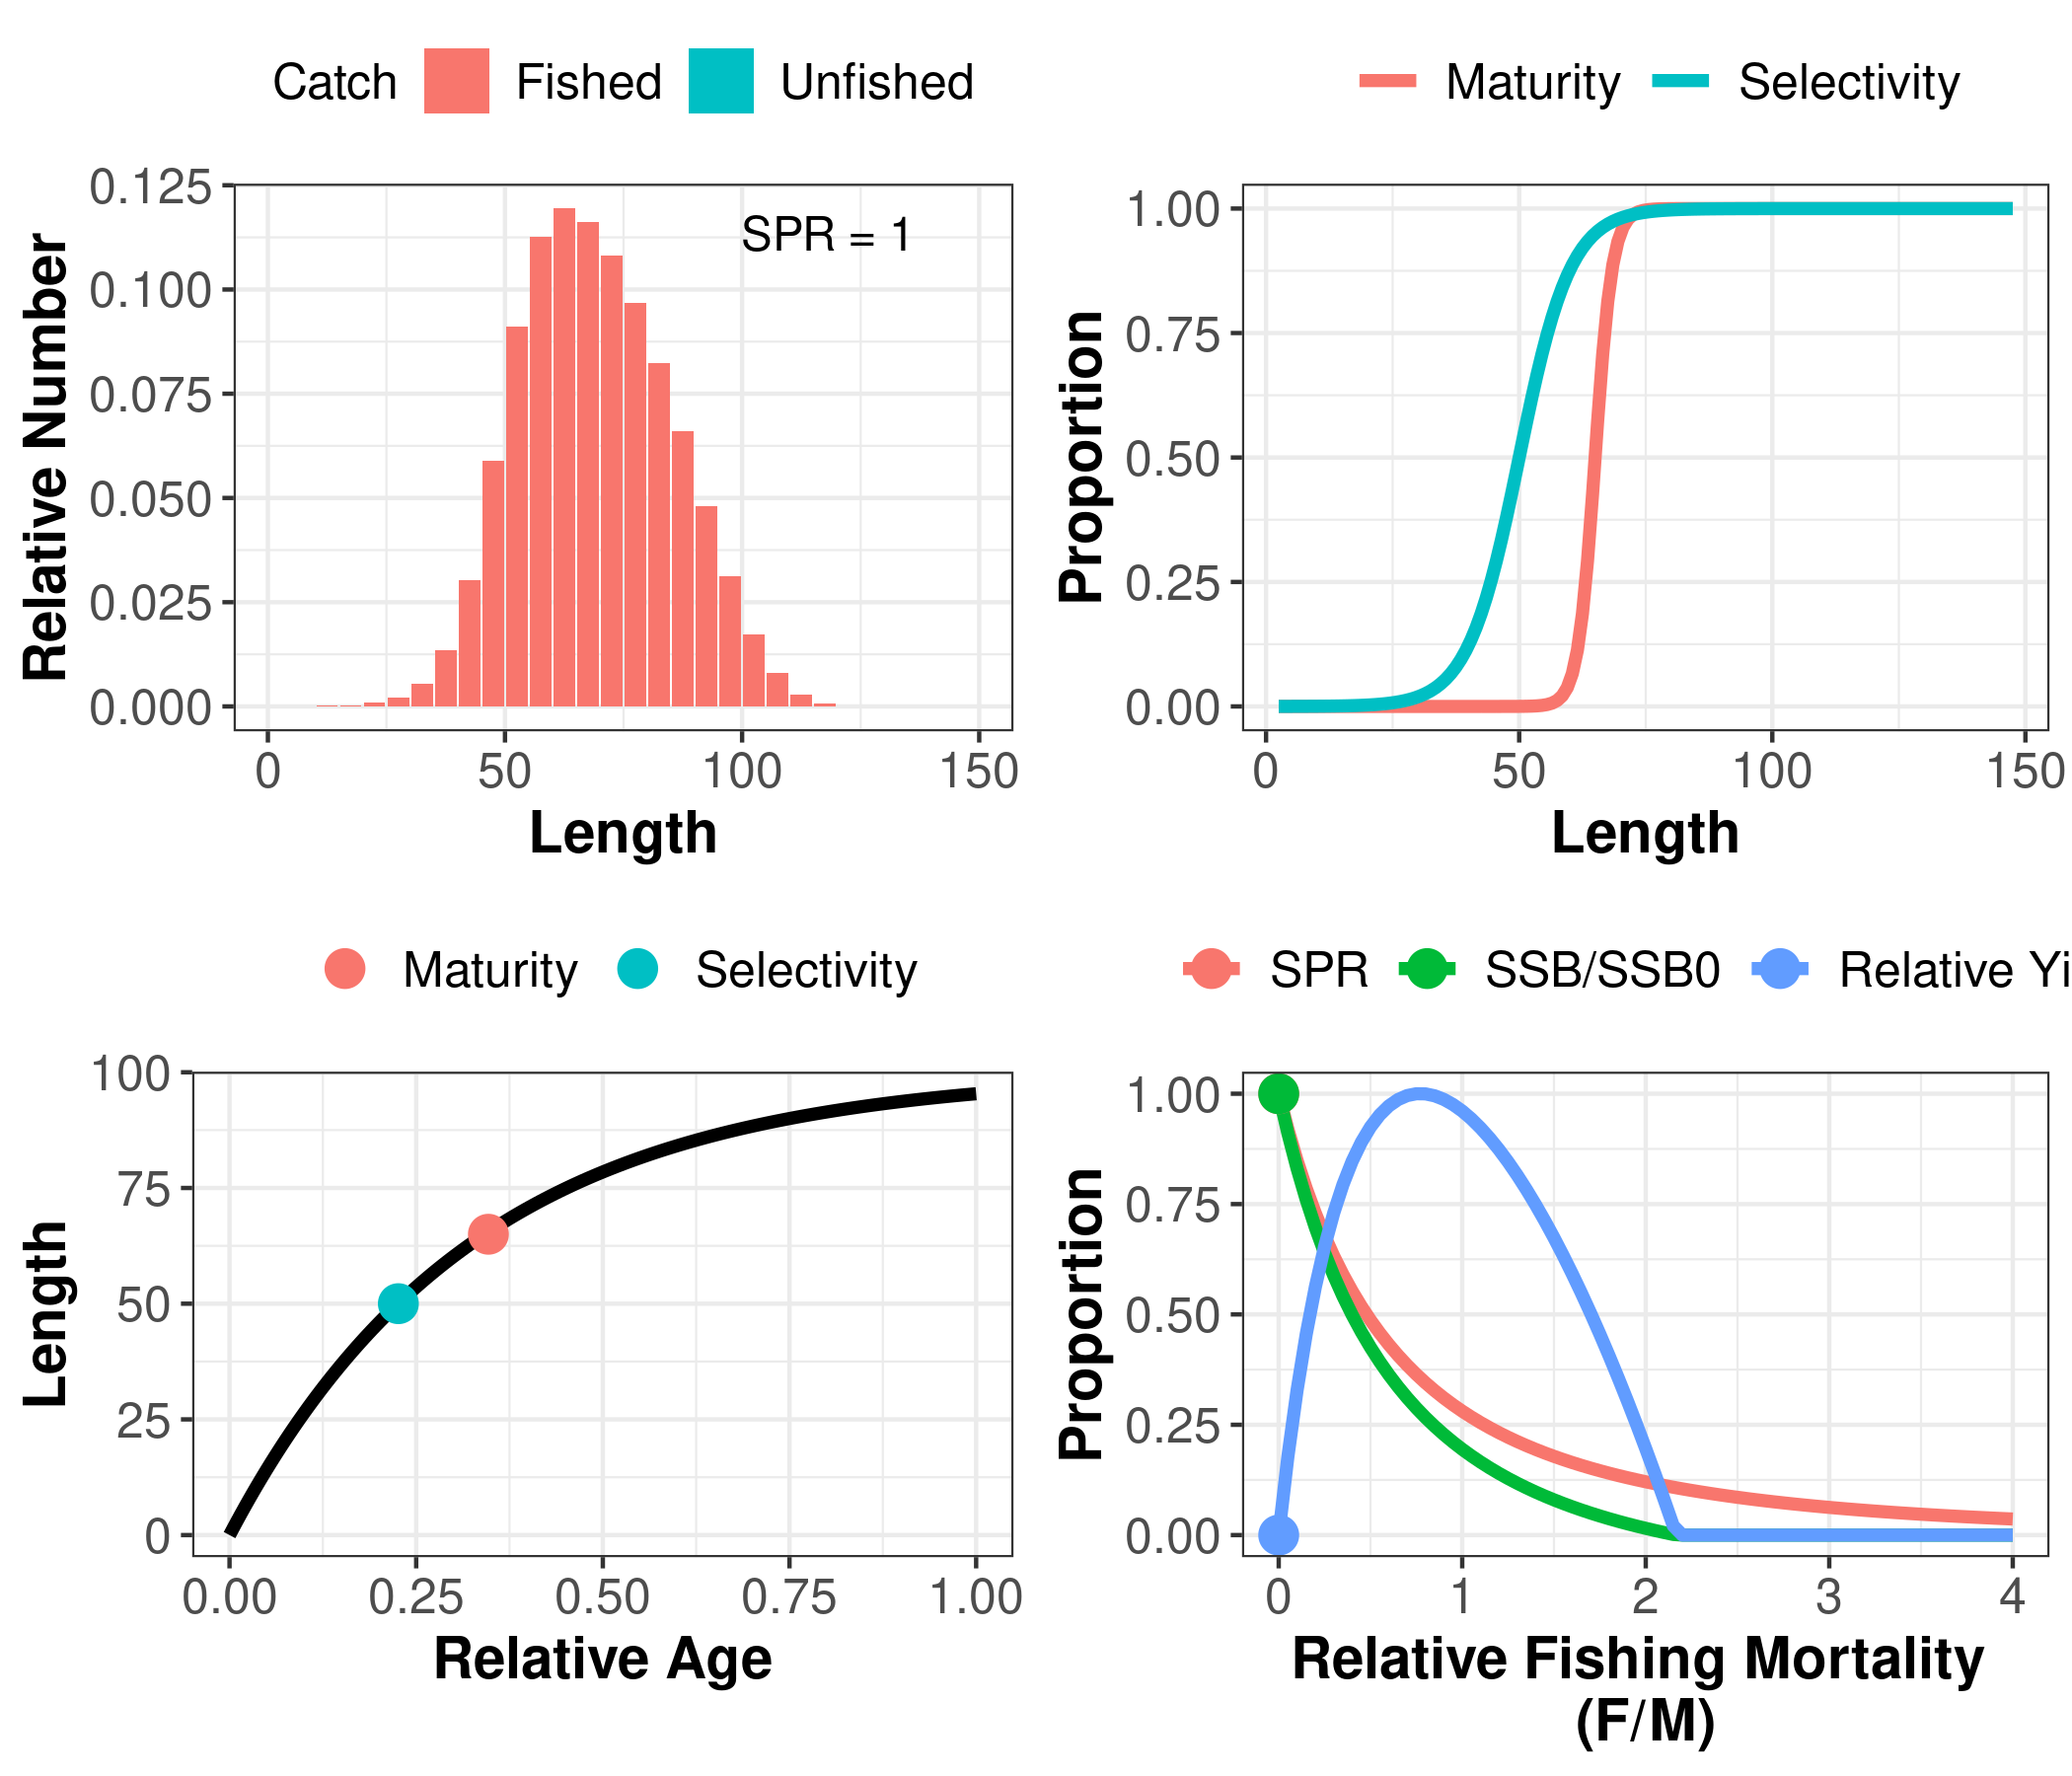 Catch Fished Unfished
0.125
0.100
0.075
0.050
0.025
0.000
Relative Number
SPR = 1
0 50 100 150
Length
Maturity Selectivity
1.00
0.75
0.50
0.25
0.00
Proportion
0 50 100 150
Length
Maturity Selectivity
100
75
50
25
0
Length
0.00 0.25 0.50 0.75 1.00
Relative Age
SPR SSB/SSB0 Relative Yi
1.00
0.75
0.50
0.25
0.00
Proportion
0 1 2 3 4
Relative Fishing Mortality
(F/M)